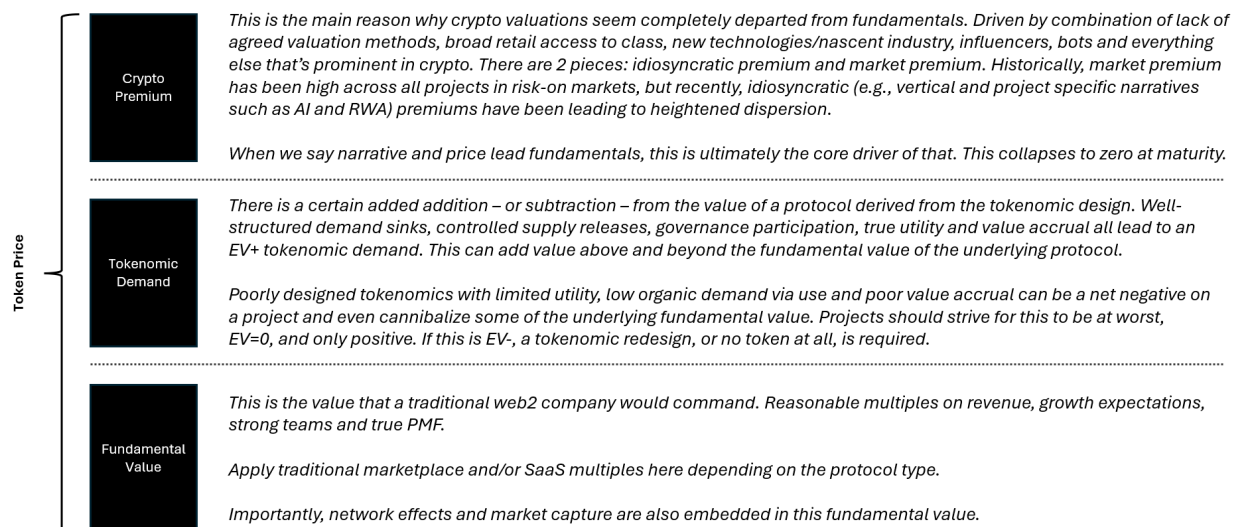 This is the main reason why crypto valuations seem completely departed from fundamentals. Driven by combination of lack of
agreed valuation methods, broad retail access to class, new technologies/nascent industry, influencers, bots and everything
else that's prominent in crypto. There are 2 pieces: idiosyncratic premium and market premium. Historically, market premium
has been high across all projects in risk-on markets, but recently, idiosyncratic (e.g., vertical and project specific narratives
such as AI and RWA) premiums have been leading to heightened dispersion.
When we say narrative and price lead fundamentals, this is ultimately the core driver of that. This collapses to zero at maturity.
Crypto
Premium
There is a certain added addition – or subtraction – from the value of a protocol derived from the tokenomic design. Well-
structured demand sinks, controlled supply releases, governance participation, true utility and value accrual all lead to an
EV+ tokenomic demand. This can add value above and beyond the fundamental value of the underlying protocol.
Poorly designed tokenomics with limited utility, low organic demand via use and poor value accrual can be a net negative on
a project and even cannibalize some of the underlying fundamental value. Projects should strive for this to be at worst,
EV=0, and only positive. If this is EV-, a tokenomic redesign, or no token at all, is required.
Tokenomic
Demand
Token Price
This is the value that a traditional web2 company would command. Reasonable multiples on revenue, growth expectations,
strong teams and true PMF.
Apply traditional marketplace and/or SaaS multiples here depending on the protocol type.
Importantly, network effects and market capture are also embedded in this fundamental value.
Fundamental
Value